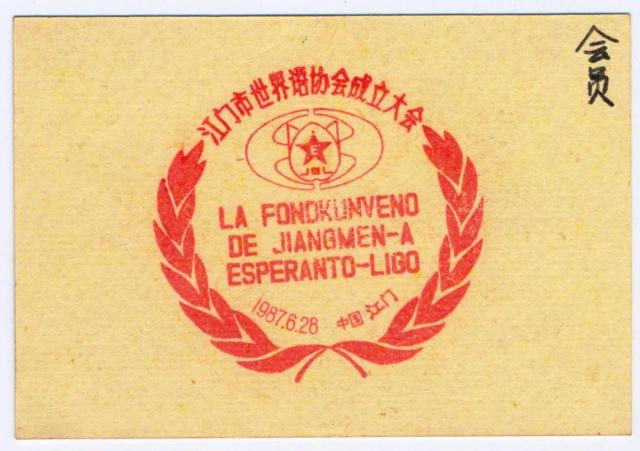 会员
江门市世界语协会成立大会
E
JEL
LA FONDKUNVENO
DE JIANGMEN-A
ESPERANTO-LIGO
1987.6.28 中国 江门